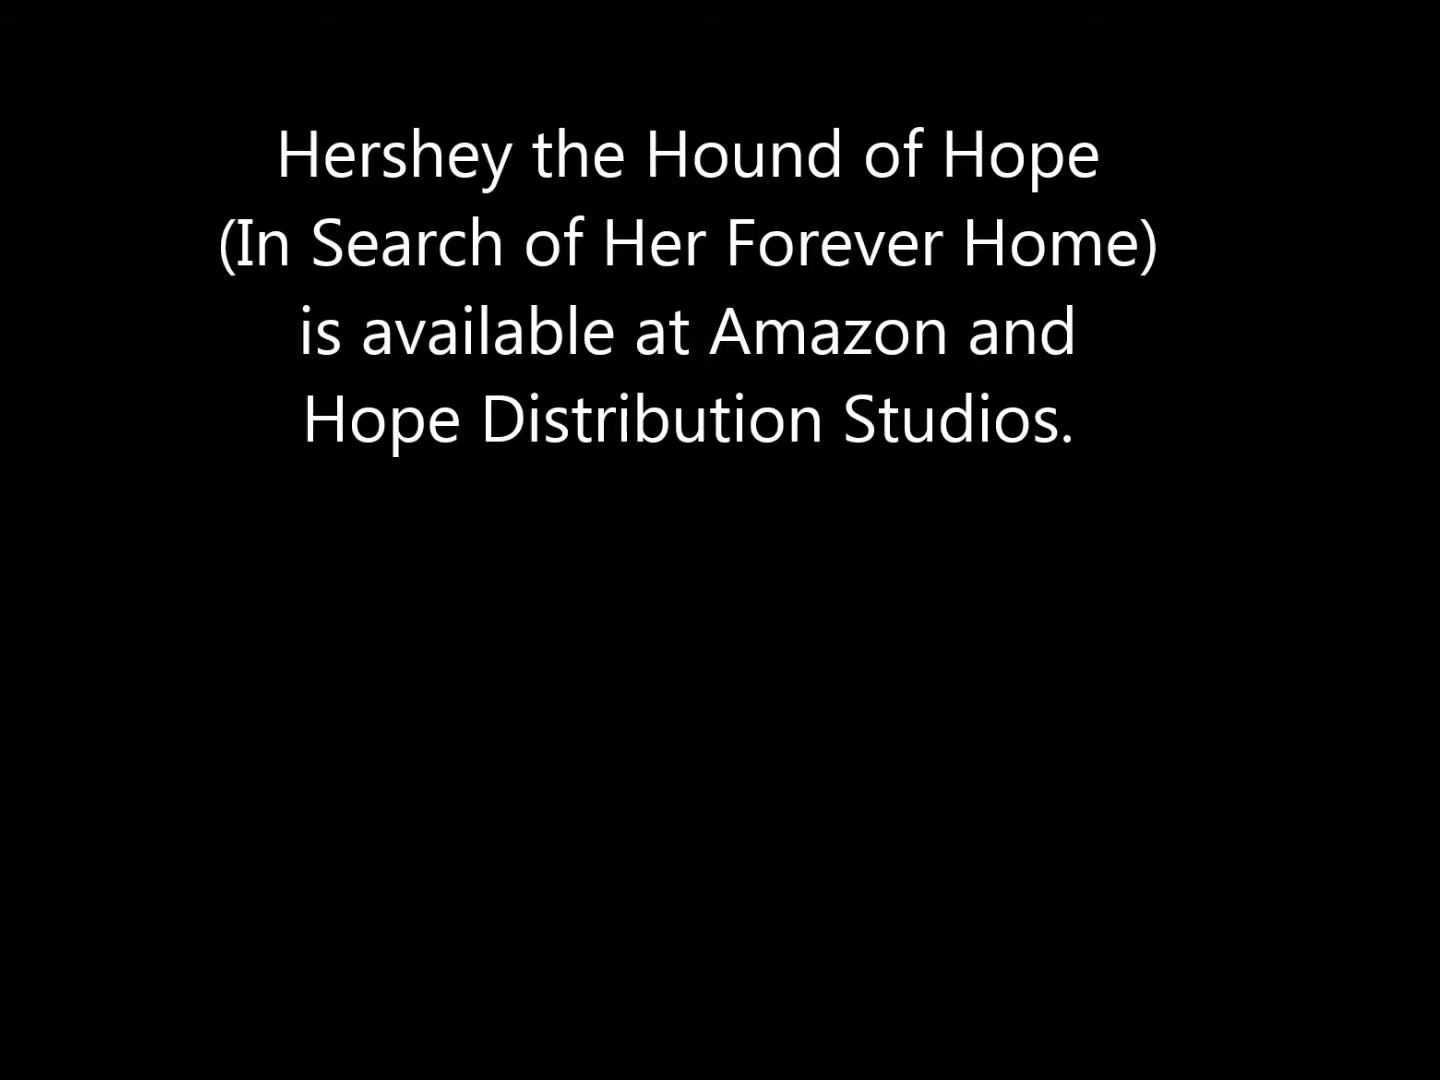 Hershey the Hound of Hope
(In Search of Her Forever Home)
is available at Amazon and
Hope Distribution Studios.